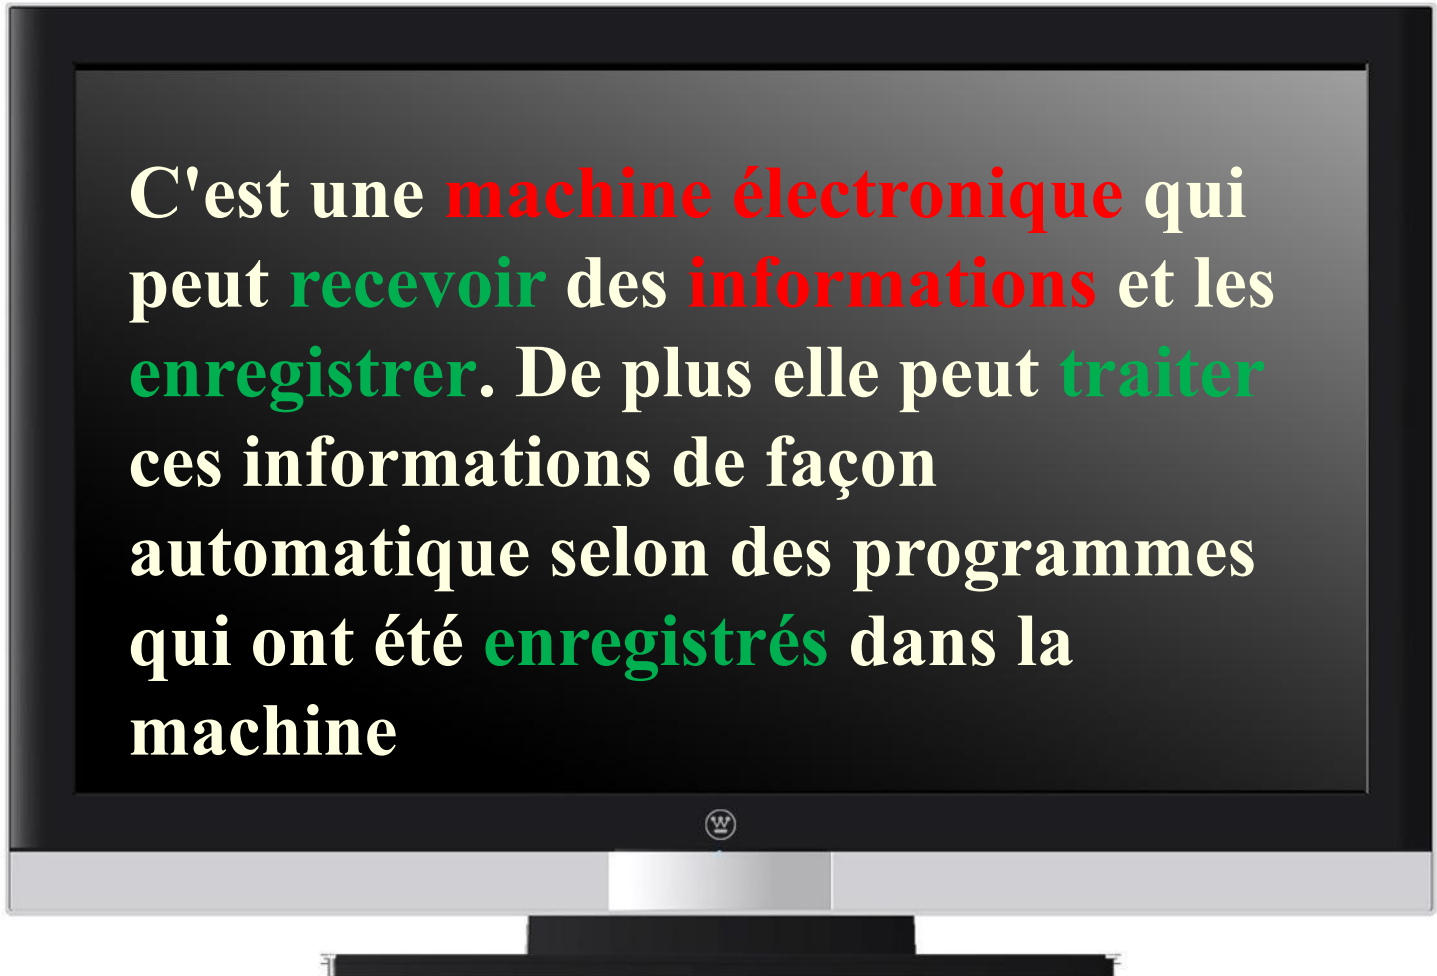 C'est une machine électronique qui
peut recevoir des informations et les
enregistrer. De plus elle peut traiter
ces informations de façon
automatique selon des programmes
qui ont été enregistrés dans la
machine
W